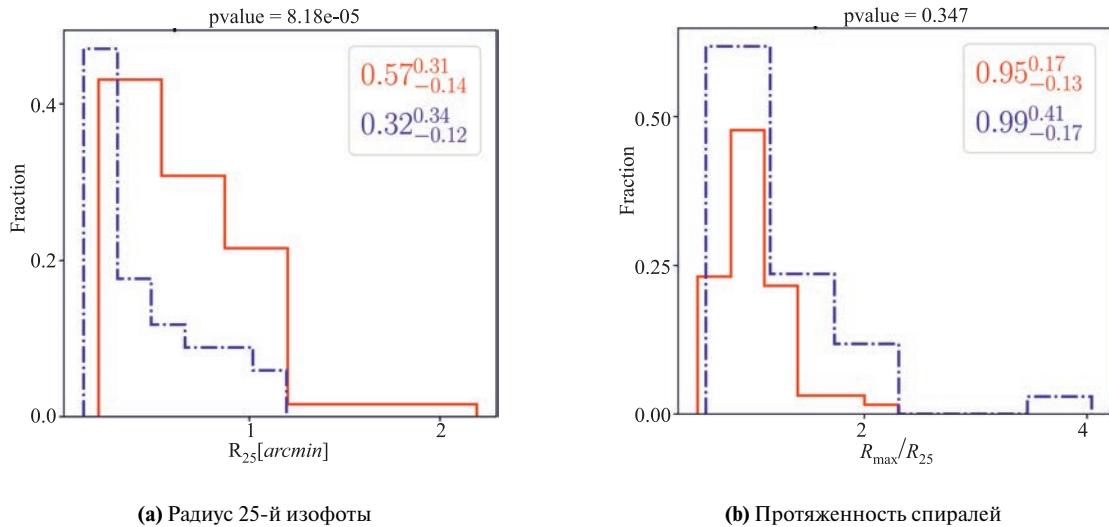 pvalue = 8.18e-05
0.57^{0.31}_{-0.14}
0.32^{0.34}_{-0.12}
Fraction
0.4
0.2
0.0
1
2
R_{25}[arcmin]
(a) Радиус 25-й изофоты
pvalue = 0.347
0.95^{0.17}_{-0.13}
0.99^{0.41}_{-0.17}
Fraction
0.50
0.25
0.00
2
4
R_{max}/R_{25}
(b) Протяженность спиралей